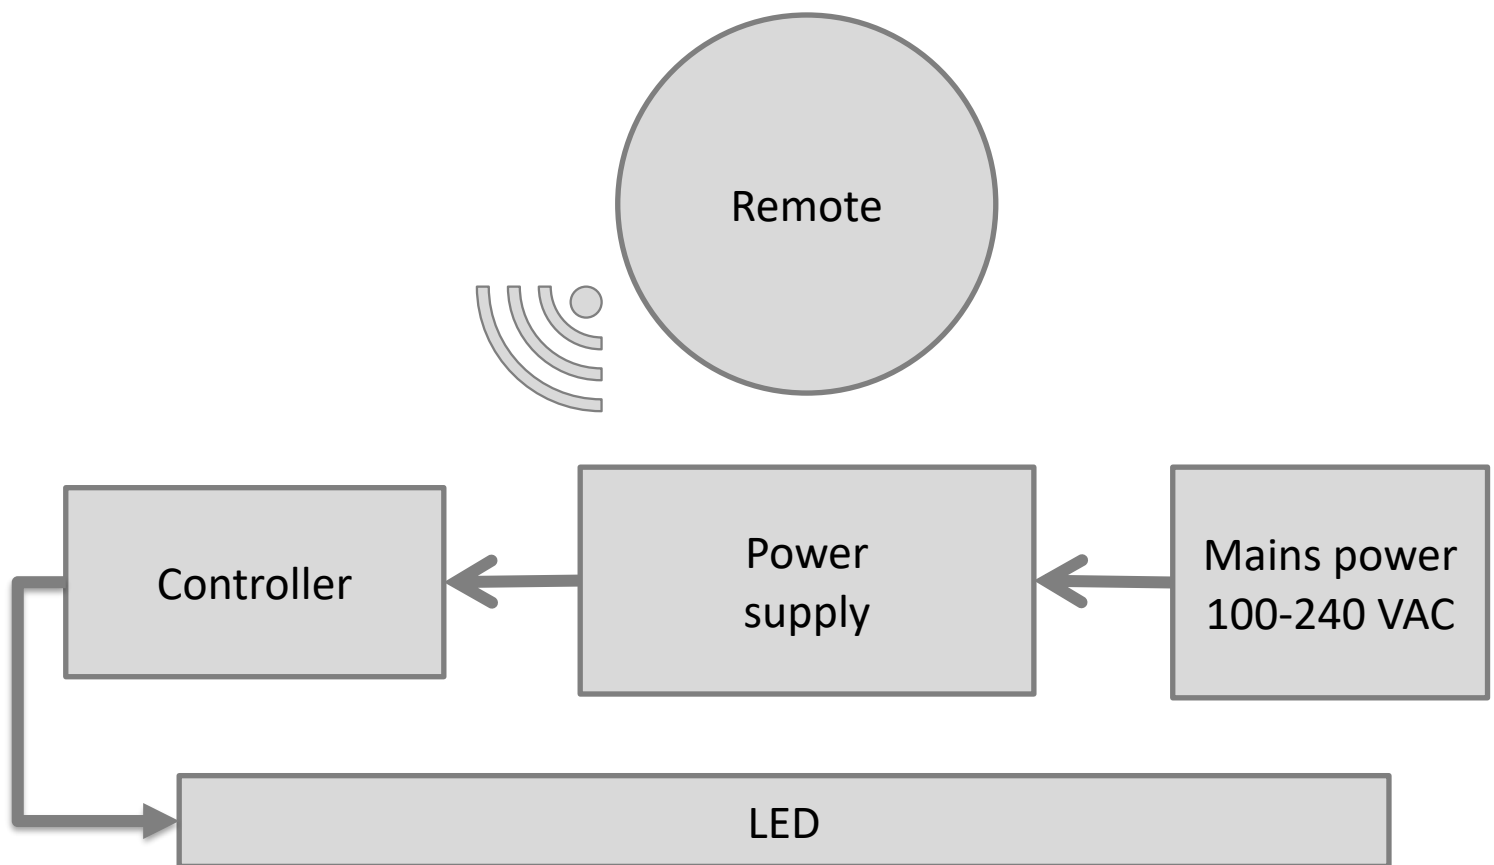 Remote
Controller
Power
supply
Mains power
100-240 VAC
LED